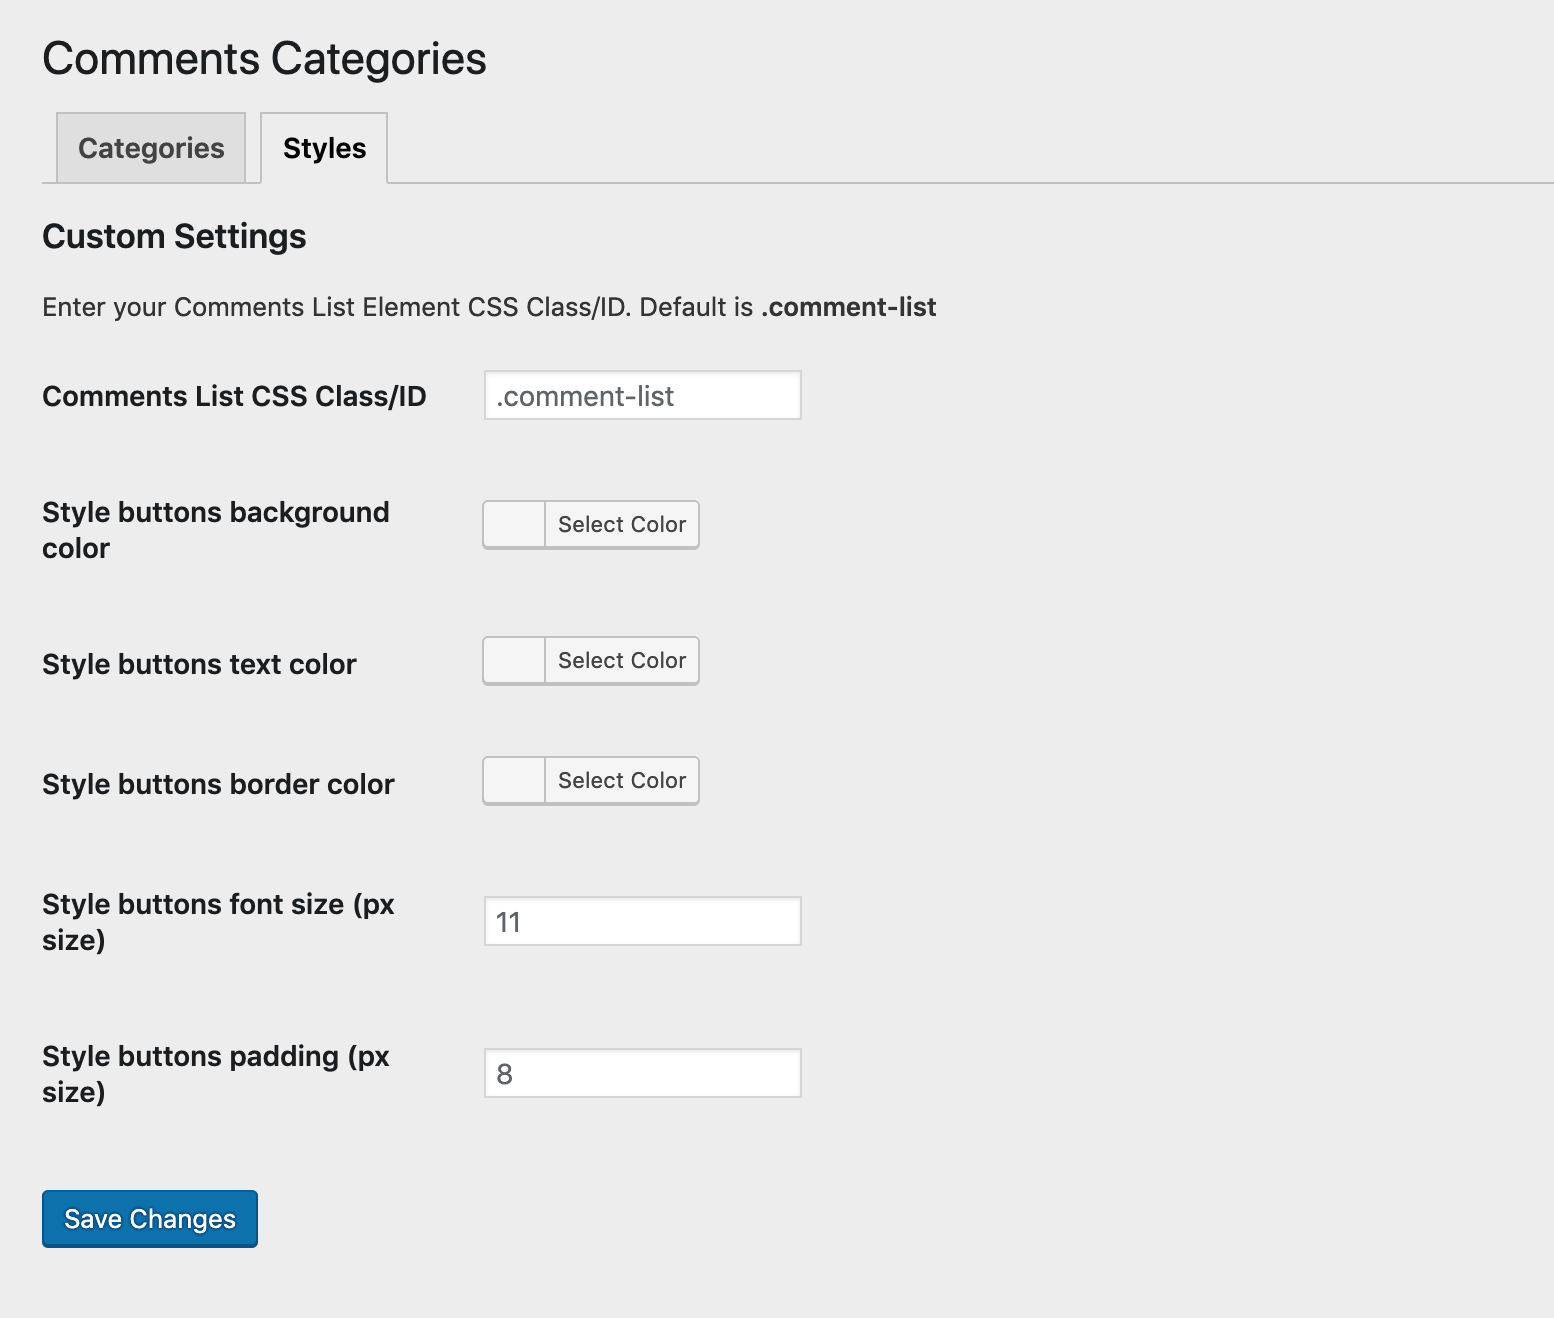 Comments Categories
Categories
Styles
Custom Settings
Enter your Comments List Element CSS Class/ID. Default is .comment-list
Comments List CSS Class/ID
.comment-list
Style buttons background
color
Select Color
Style buttons text color
Select Color
Style buttons border color
Select Color
Style buttons font size (px
size)
11
Style buttons padding (px
size)
8
Save Changes